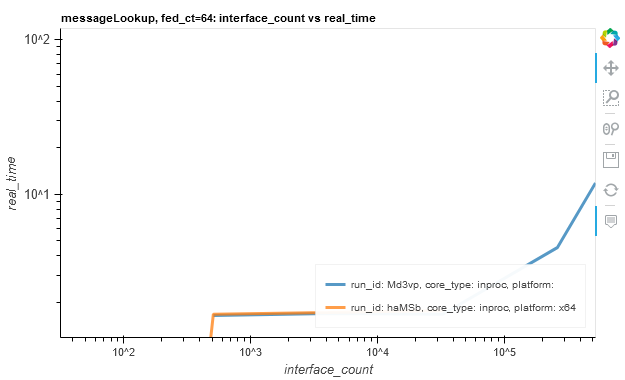 messageLookup, fed_ct=64: interface_count vs real_time
10^2
10^1
real_time
run_id: Md3vp, core_type: inproc, platform:
run_id: haMSb, core_type: inproc, platform: x64
10^2 10^3 10^4 10^5
interface_count